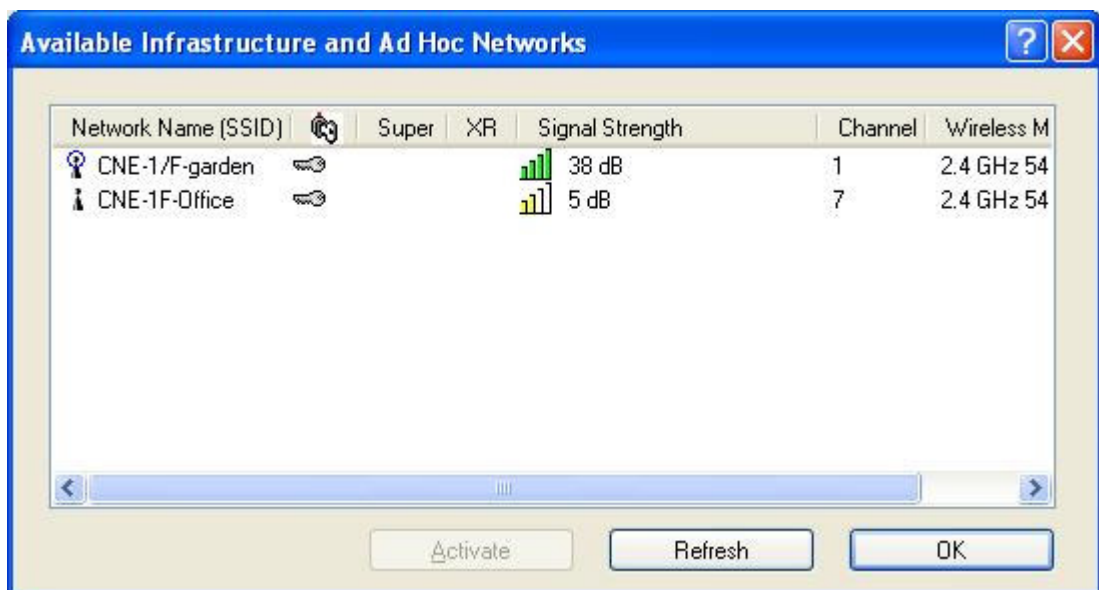 Available Infrastructure and Ad Hoc Networks
Network Name (SSID) Super XR Signal Strength Channel Wireless M
CNE-1/F-garden 38 dB 1 2.4 GHz 54
CNE-1F-Office 5 dB 7 2.4 GHz 54
Activate Refresh OK